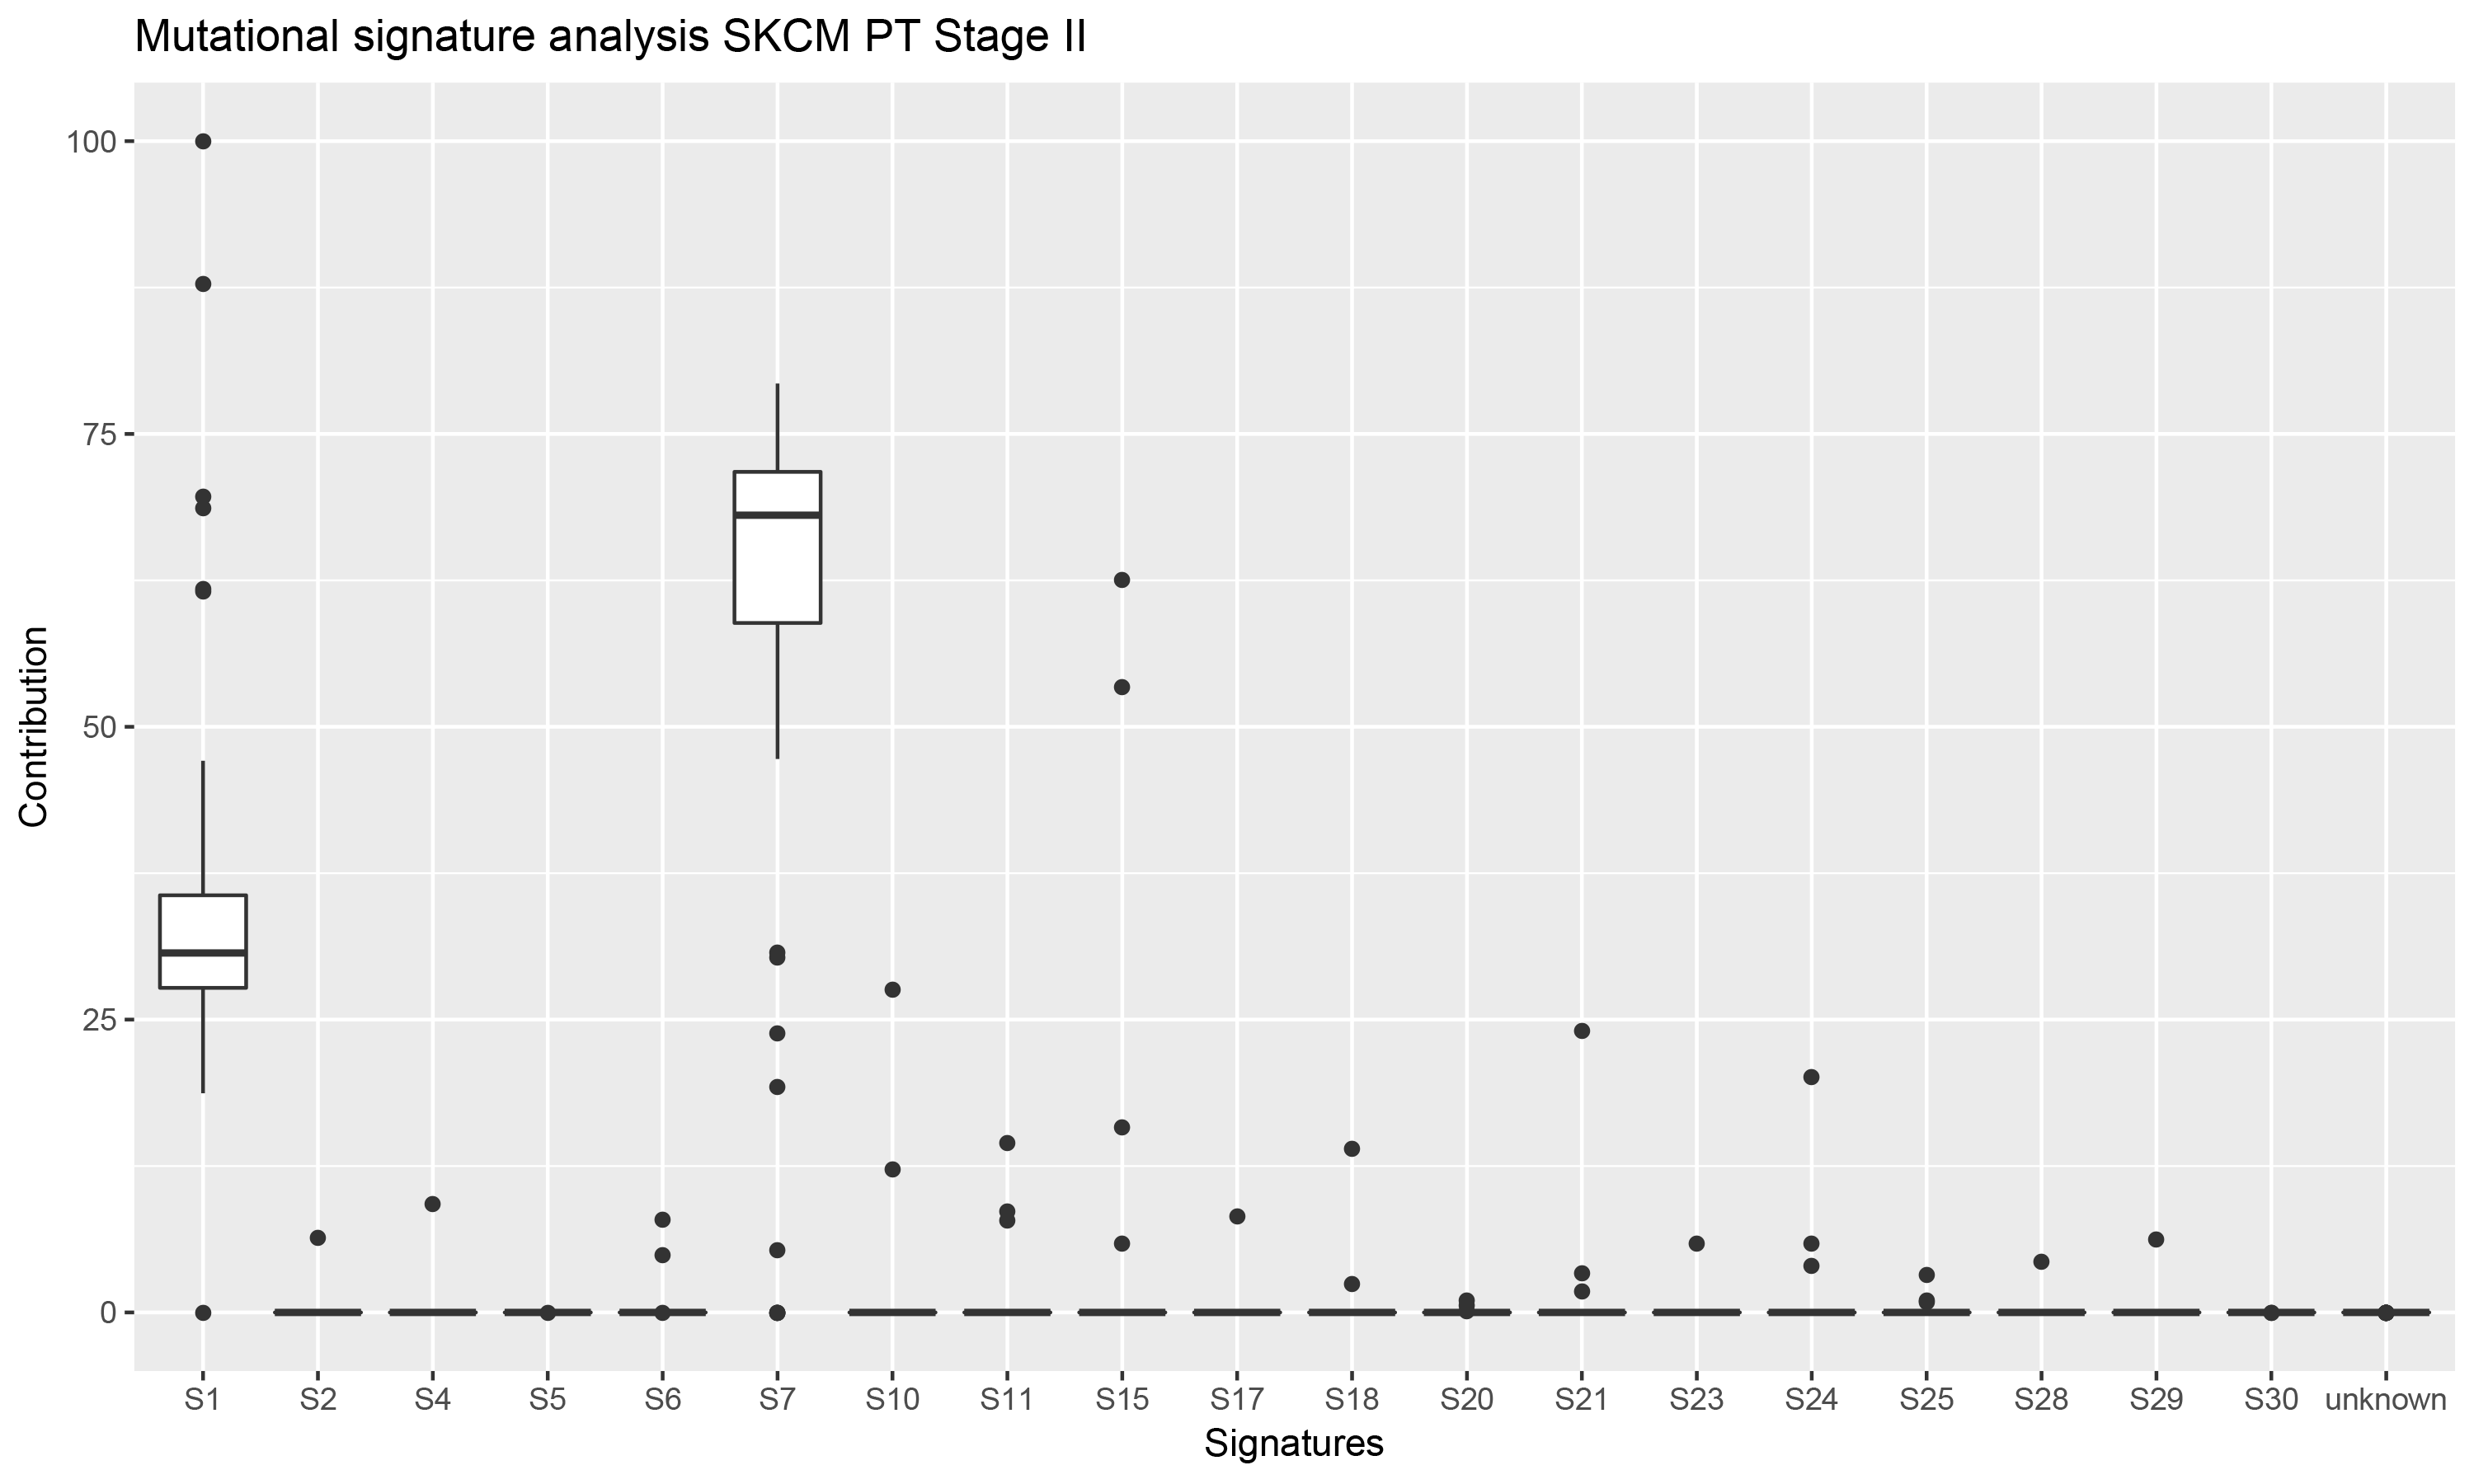 Mutational signature analysis SKCM PT Stage II
Contribution
100
75
50
25
0
S1 S2 S4 S5 S6 S7 S10 S11 S15 S17 S18 S20 S21 S23 S24 S25 S28 S29 S30 unknown
Signatures